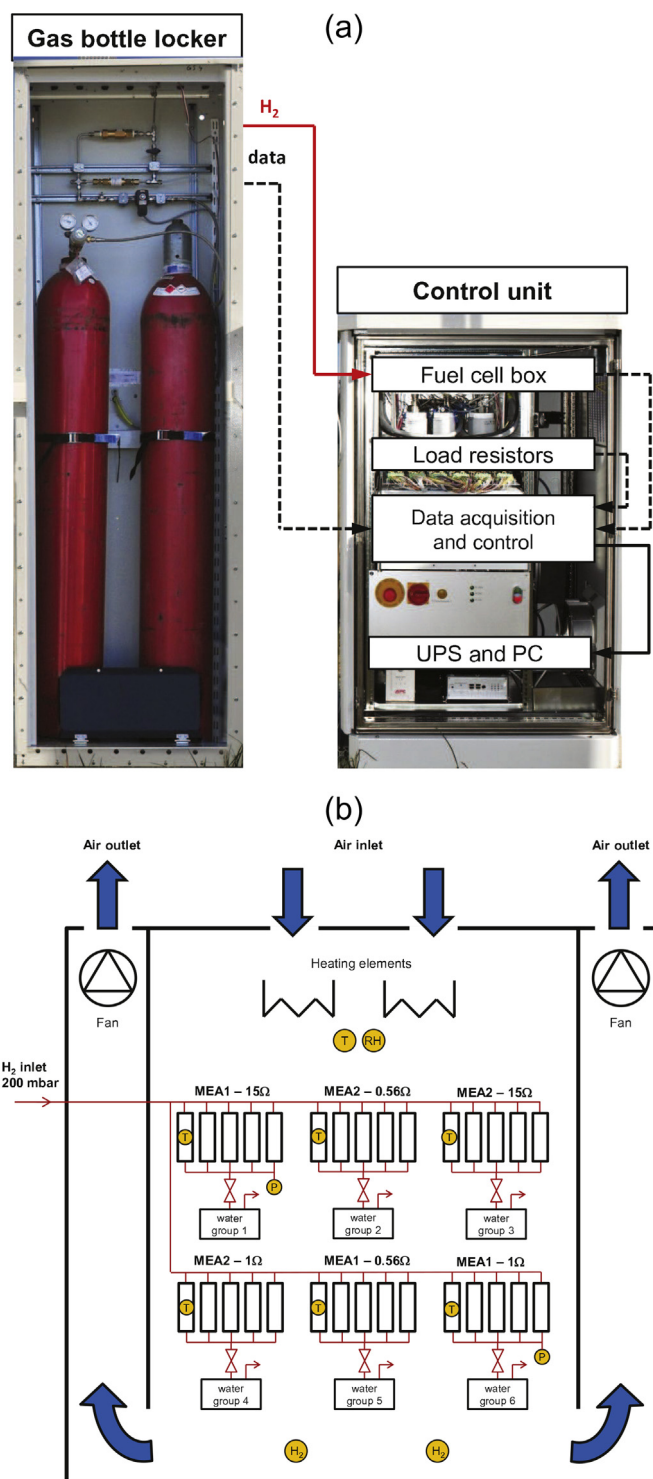 Gas bottle locker
(a)
H₂
data
Control unit
Fuel cell box
Load resistors
Data acquisition
and control
UPS and PC
(b)
Air outlet
Air inlet
Air outlet
Heating elements
Fan
Fan
T
RH
H₂ inlet
200 mbar
MEA1 – 15Ω
MEA2 – 0.56Ω
MEA2 – 15Ω
T
T
T
P
water
group 1
water
group 2
water
group 3
MEA2 – 1Ω
MEA1 – 0.56Ω
MEA1 – 1Ω
T
T
T
P
water
group 4
water
group 5
water
group 6
H₂
H₂